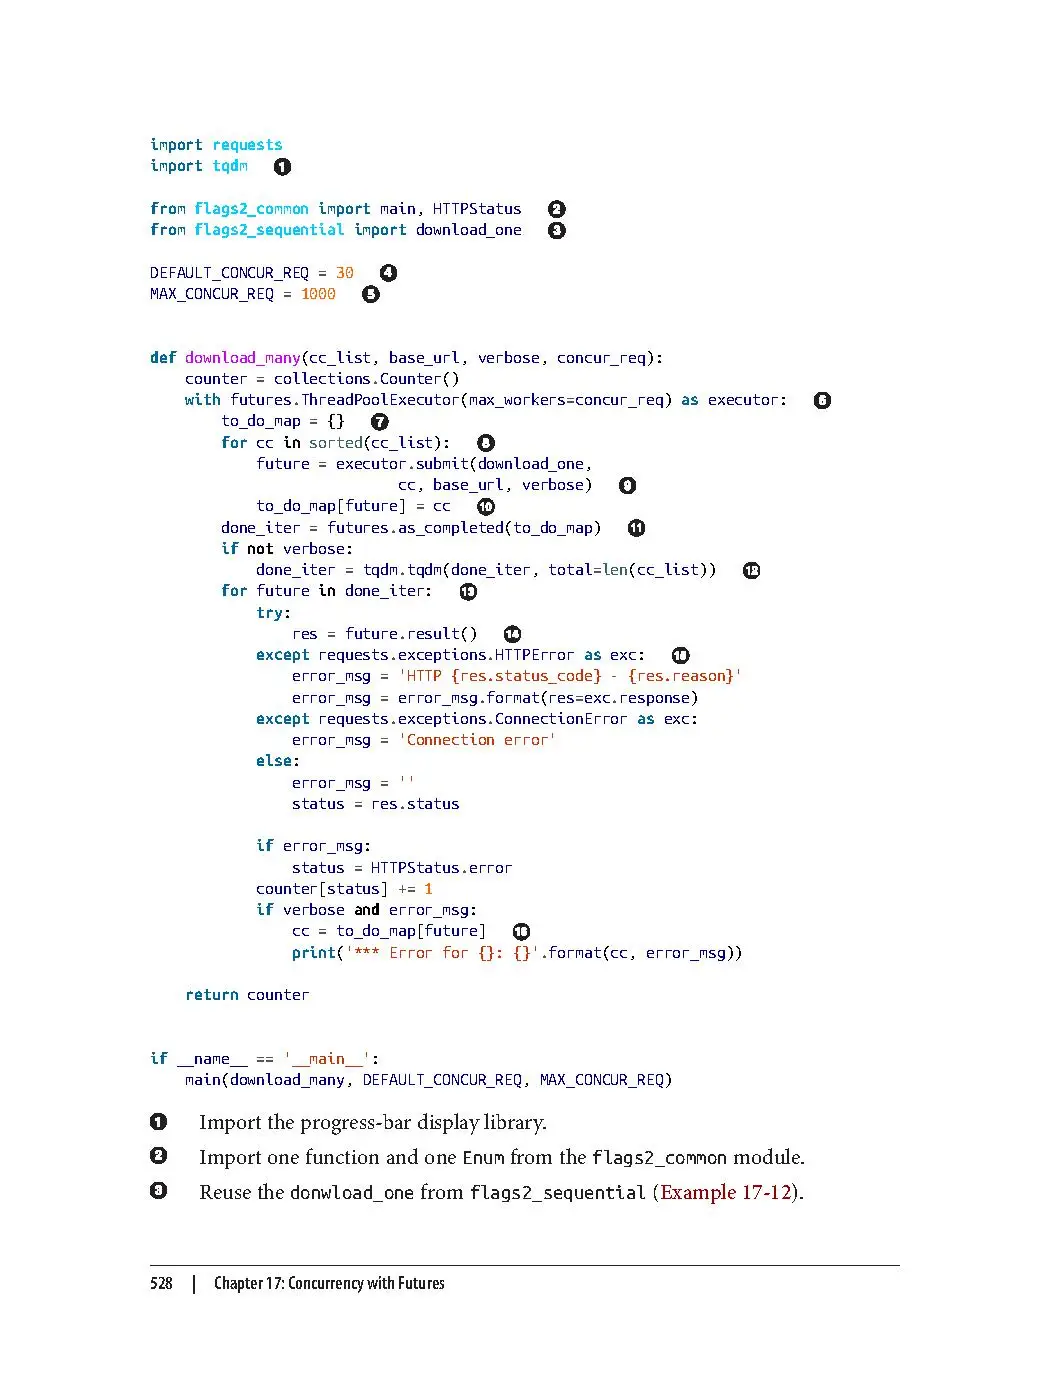 import requests
import tqdm ❶
from flags2_common import main, HTTPStatus ❷
from flags2_sequential import download_one ❸
DEFAULT_CONCUR_REQ = 30 ❹
MAX_CONCUR_REQ = 1000 ❺
def download_many(cc_list, base_url, verbose, concur_req):
    counter = collections.Counter()
    with futures.ThreadPoolExecutor(max_workers=concur_req) as executor: ❻
        to_do_map = {} ❼
        for cc in sorted(cc_list): ❽
            future = executor.submit(download_one,
                            cc, base_url, verbose) ❾
            to_do_map[future] = cc ❿
        done_iter = futures.as_completed(to_do_map) ⓫
        if not verbose:
            done_iter = tqdm.tqdm(done_iter, total=len(cc_list)) ⓬
        for future in done_iter: ⓭
            try:
                res = future.result() ⓮
            except requests.exceptions.HTTPError as exc: ⓯
                error_msg = 'HTTP {res.status_code} - {res.reason}'
                error_msg = error_msg.format(res=exc.response)
            except requests.exceptions.ConnectionError as exc:
                error_msg = 'Connection error'
            else:
                error_msg = ''
                status = res.status
            if error_msg:
                status = HTTPStatus.error
            counter[status] += 1
            if verbose and error_msg:
                cc = to_do_map[future] ⓰
                print('*** Error for {}: {}'.format(cc, error_msg))
    return counter
if __name__ == '__main__':
    main(download_many, DEFAULT_CONCUR_REQ, MAX_CONCUR_REQ)
❶ Import the progress-bar display library.
❷ Import one function and one Enum from the flags2_common module.
❸ Reuse the donwload_one from flags2_sequential (Example 17-12).
528 | Chapter 17: Concurrency with Futures